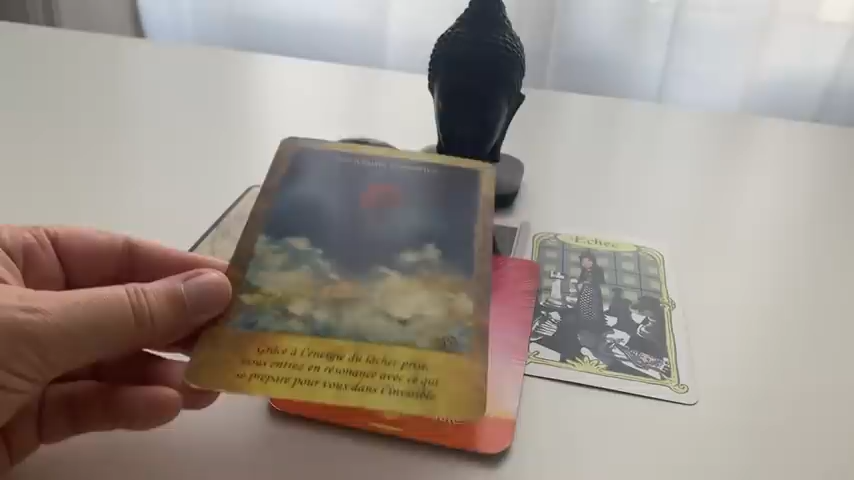 Grâce à l'énergie du lâcher prise,
vous entrez en résonance avec ce qui
se prépare pour vous dans l'invisible
Echec